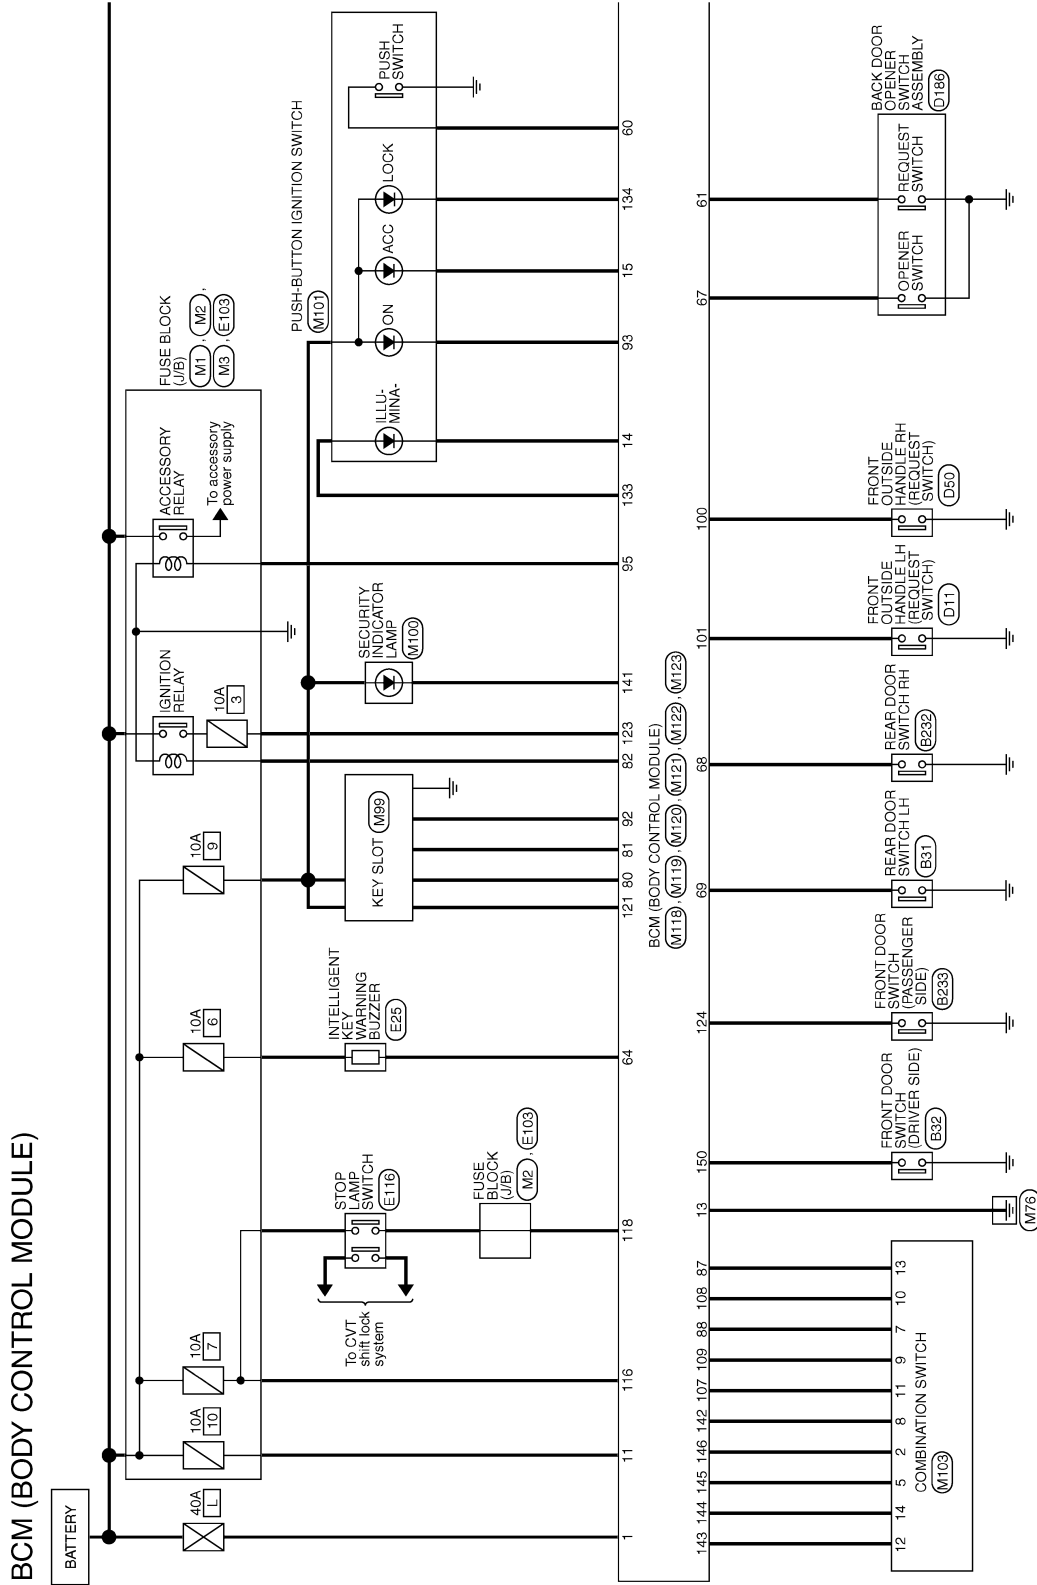 BCM (BODY CONTROL MODULE)
BATTERY
40A
L
10A
10
10A
7
10A
6
10A
9
IGNITION
RELAY
10A
3
ACCESSORY
RELAY
To accessory
power supply
FUSE BLOCK
(J/B)
M1 , M2 ,
M3 , E103
To CVT
shift lock
system
STOP
LAMP
SWITCH
E116
FUSE
BLOCK
(J/B)
M2 , E103
INTELLIGENT
KEY
WARNING
BUZZER
E25
KEY SLOT M99
SECURITY
INDICATOR
LAMP
M100
PUSH-BUTTON IGNITION SWITCH
M101
ILLU-
MINA-
ON
ACC
LOCK
PUSH
SWITCH
1
11
116
118
64
121
80
81
92
82
123
141
95
133
14
93
15
134
60
BCM (BODY CONTROL MODULE)
M118 , M119 , M120 , M121 , M122 , M123
143
144
145
146
142
107
109
88
108
87
13
150
124
69
68
101
100
67
61
12
14
5
2
8
11
9
7
10
13
COMBINATION SWITCH
M103
M76
FRONT DOOR
SWITCH
(DRIVER SIDE)
B32
FRONT DOOR
SWITCH
(PASSENGER
SIDE)
B233
REAR DOOR
SWITCH LH
B31
REAR DOOR
SWITCH RH
B232
FRONT
OUTSIDE
HANDLE LH
(REQUEST
SWITCH)
D11
FRONT
OUTSIDE
HANDLE RH
(REQUEST
SWITCH)
D50
OPENER
SWITCH
REQUEST
SWITCH
BACK DOOR
OPENER
SWITCH
ASSEMBLY
D186